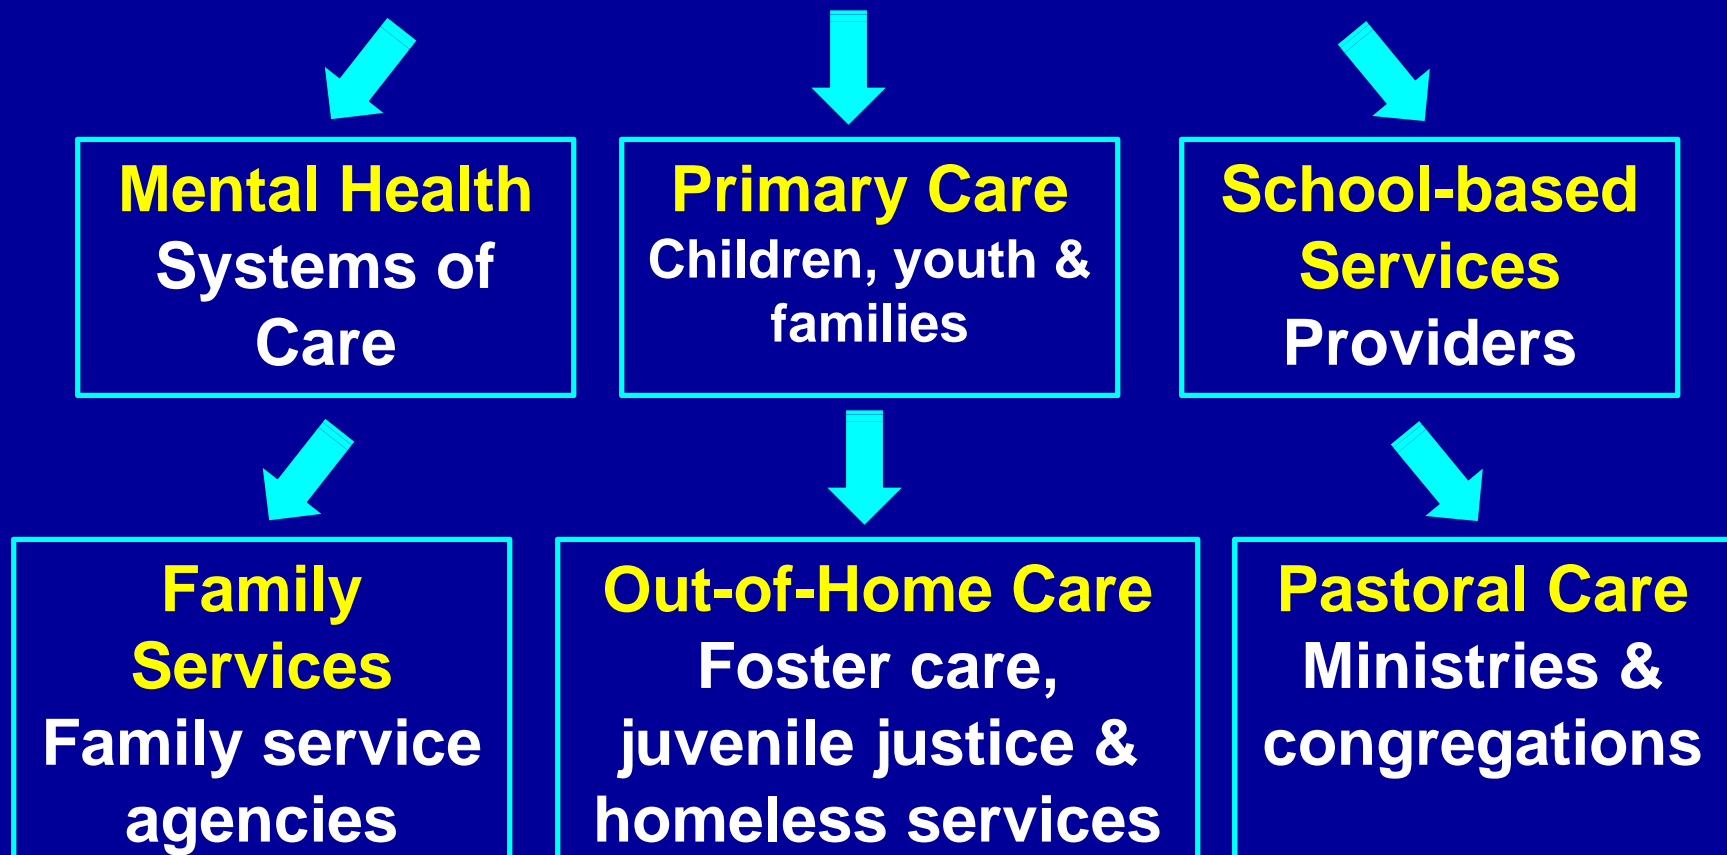 Mental Health
Systems of
Care
Primary Care
Children, youth &
families
School-based
Services
Providers
Family
Services
Family service
agencies
Out-of-Home Care
Foster care,
juvenile justice &
homeless services
Pastoral Care
Ministries &
congregations